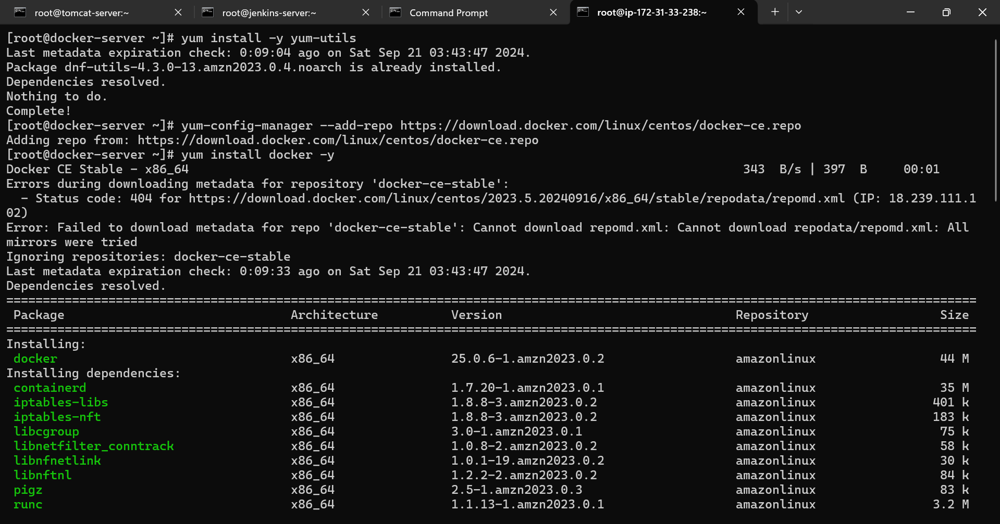 root@tomcat-server:~
root@jenkins-server:~
Command Prompt
root@ip-172-31-33-238:~
[root@docker-server ~]# yum install -y yum-utils
Last metadata expiration check: 0:09:04 ago on Sat Sep 21 03:43:47 2024.
Package dnf-utils-4.3.0-13.amzn2023.0.4.noarch is already installed.
Dependencies resolved.
Nothing to do.
Complete!
[root@docker-server ~]# yum-config-manager --add-repo https://download.docker.com/linux/centos/docker-ce.repo
Adding repo from: https://download.docker.com/linux/centos/docker-ce.repo
[root@docker-server ~]# yum install docker -y
Docker CE Stable - x86_64 343 B/s | 397 B 00:01
Errors during downloading metadata for repository 'docker-ce-stable':
- Status code: 404 for https://download.docker.com/linux/centos/2023.5.20240916/x86_64/stable/repodata/repomd.xml (IP: 18.239.111.1
02)
Error: Failed to download metadata for repo 'docker-ce-stable': Cannot download repomd.xml: Cannot download repodata/repomd.xml: All
mirrors were tried
Ignoring repositories: docker-ce-stable
Last metadata expiration check: 0:09:33 ago on Sat Sep 21 03:43:47 2024.
Dependencies resolved.
=====================================================================================================================================
Package Architecture Version Repository Size
=====================================================================================================================================
Installing:
docker x86_64 25.0.6-1.amzn2023.0.2 amazonlinux 44 M
Installing dependencies:
containerd x86_64 1.7.20-1.amzn2023.0.1 amazonlinux 35 M
iptables-libs x86_64 1.8.8-3.amzn2023.0.2 amazonlinux 401 k
iptables-nft x86_64 1.8.8-3.amzn2023.0.2 amazonlinux 183 k
libcgroup x86_64 3.0-1.amzn2023.0.1 amazonlinux 75 k
libnetfilter_conntrack x86_64 1.0.8-2.amzn2023.0.2 amazonlinux 58 k
libnfnetlink x86_64 1.0.1-19.amzn2023.0.2 amazonlinux 30 k
libnftnl x86_64 1.2.2-2.amzn2023.0.2 amazonlinux 84 k
pigz x86_64 2.5-1.amzn2023.0.3 amazonlinux 83 k
runc x86_64 1.1.13-1.amzn2023.0.1 amazonlinux 3.2 M